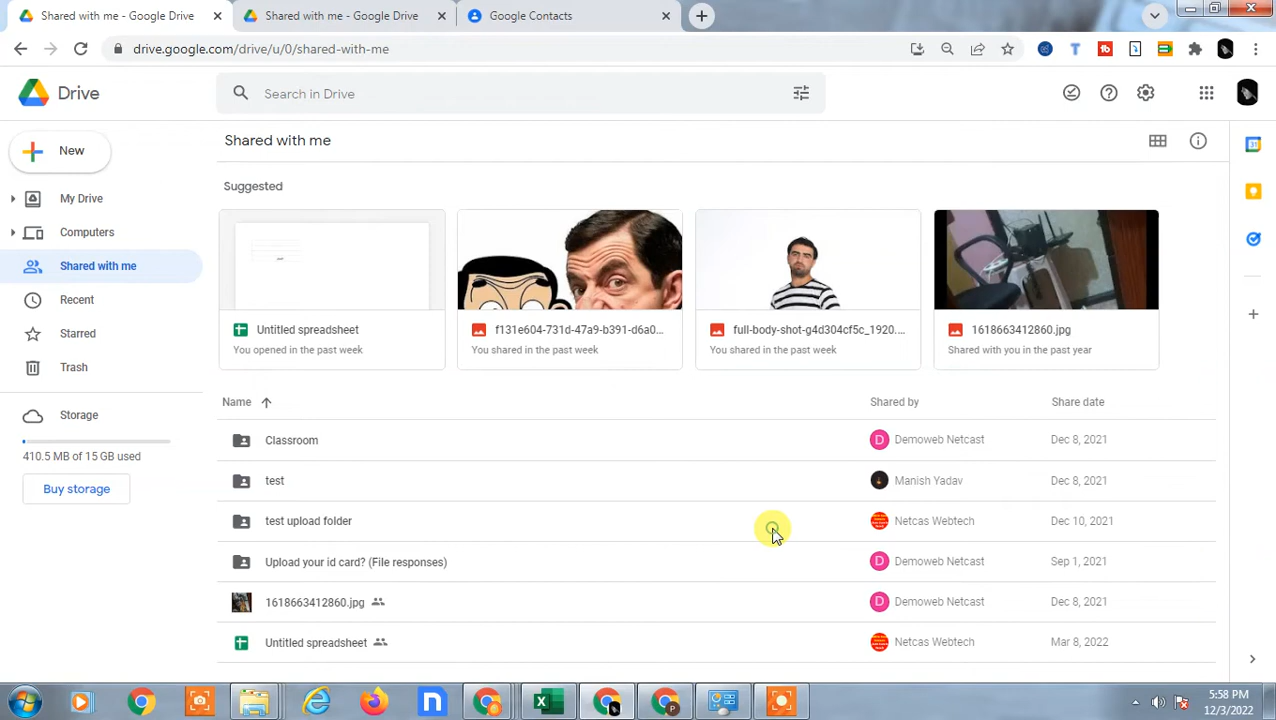 Shared with me - Google Drive
Shared with me - Google Drive
Google Contacts
drive.google.com/drive/u/0/shared-with-me
Drive
Search in Drive
New
My Drive
Computers
Shared with me
Recent
Starred
Trash
Storage
410.5 MB of 15 GB used
Buy storage
Shared with me
Suggested
Untitled spreadsheet
You opened in the past week
f131e604-731d-47a9-b391-d6a0...
You shared in the past week
full-body-shot-g4d304cf5c_1920....
You shared in the past week
1618663412860.jpg
Shared with you in the past year
Name Shared by Share date
Classroom D Demoweb Netcast Dec 8, 2021
test Manish Yadav Dec 8, 2021
test upload folder Netcas Webtech Dec 10, 2021
Upload your id card? (File responses) D Demoweb Netcast Sep 1, 2021
1618663412860.jpg D Demoweb Netcast Dec 8, 2021
Untitled spreadsheet Netcas Webtech Mar 8, 2022
5:58 PM
12/3/2022